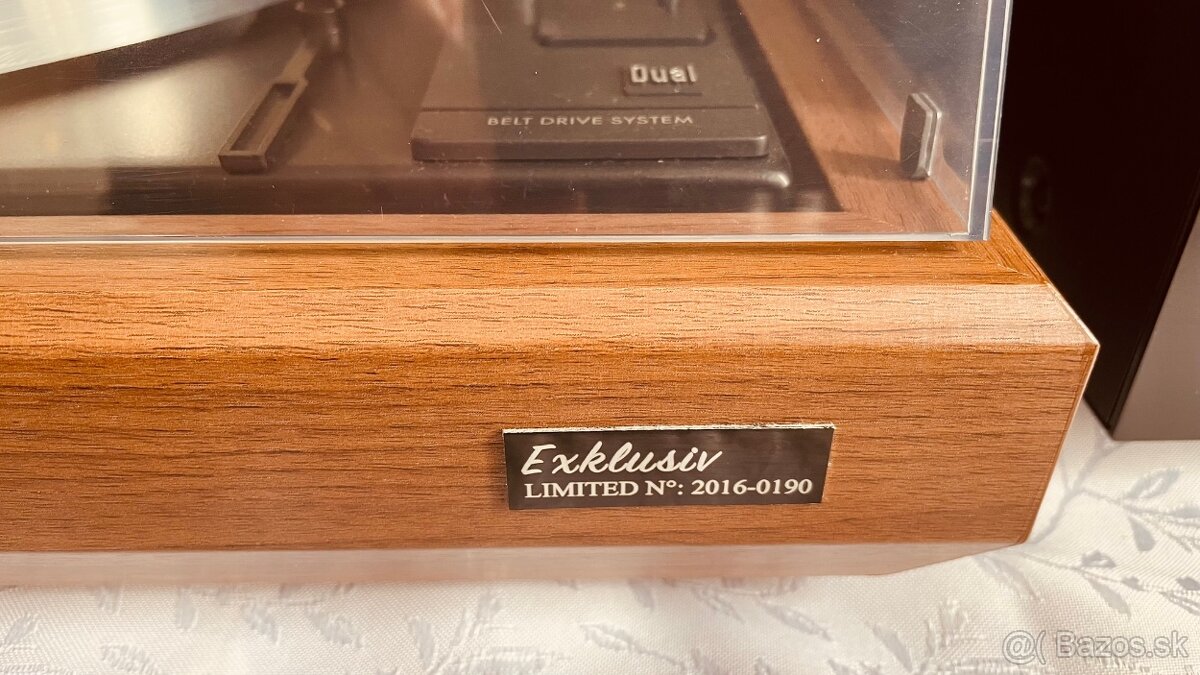 Dual
BELT DRIVE SYSTEM
Exklusiv
LIMITED N°: 2016-0190
@( Bazos.sk